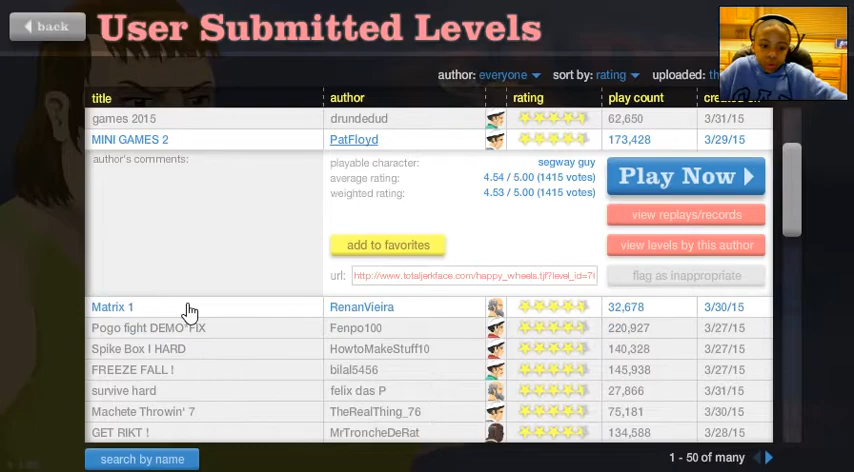 back
User Submitted Levels
author: everyone sort by: rating uploaded: th
title author rating play count created on
games 2015 drundedud 62,650 3/31/15
MINI GAMES 2 PatFloyd 173,428 3/29/15
author's comments:
playable character: segway guy
average rating: 4.54 / 5.00 (1415 votes)
weighted rating: 4.53 / 5.00 (1415 votes)
Play Now
view replays/records
add to favorites
view levels by this author
url: http://www.totaljerkface.com/happy_wheels.tjf?level_id=7
flag as inappropriate
Matrix 1 RenanVieira 32,678 3/30/15
Pogo fight DEMO FIX Fenpo100 220,927 3/27/15
Spike Box ! HARD HowtoMakeStuff10 140,328 3/27/15
FREEZE FALL ! bilal5456 145,938 3/27/15
survive hard felix das P 27,866 3/31/15
Machete Throwin' 7 TheRealThing_76 75,181 3/30/15
GET RIKT ! MrTroncheDeRat 134,588 3/28/15
search by name
1 - 50 of many